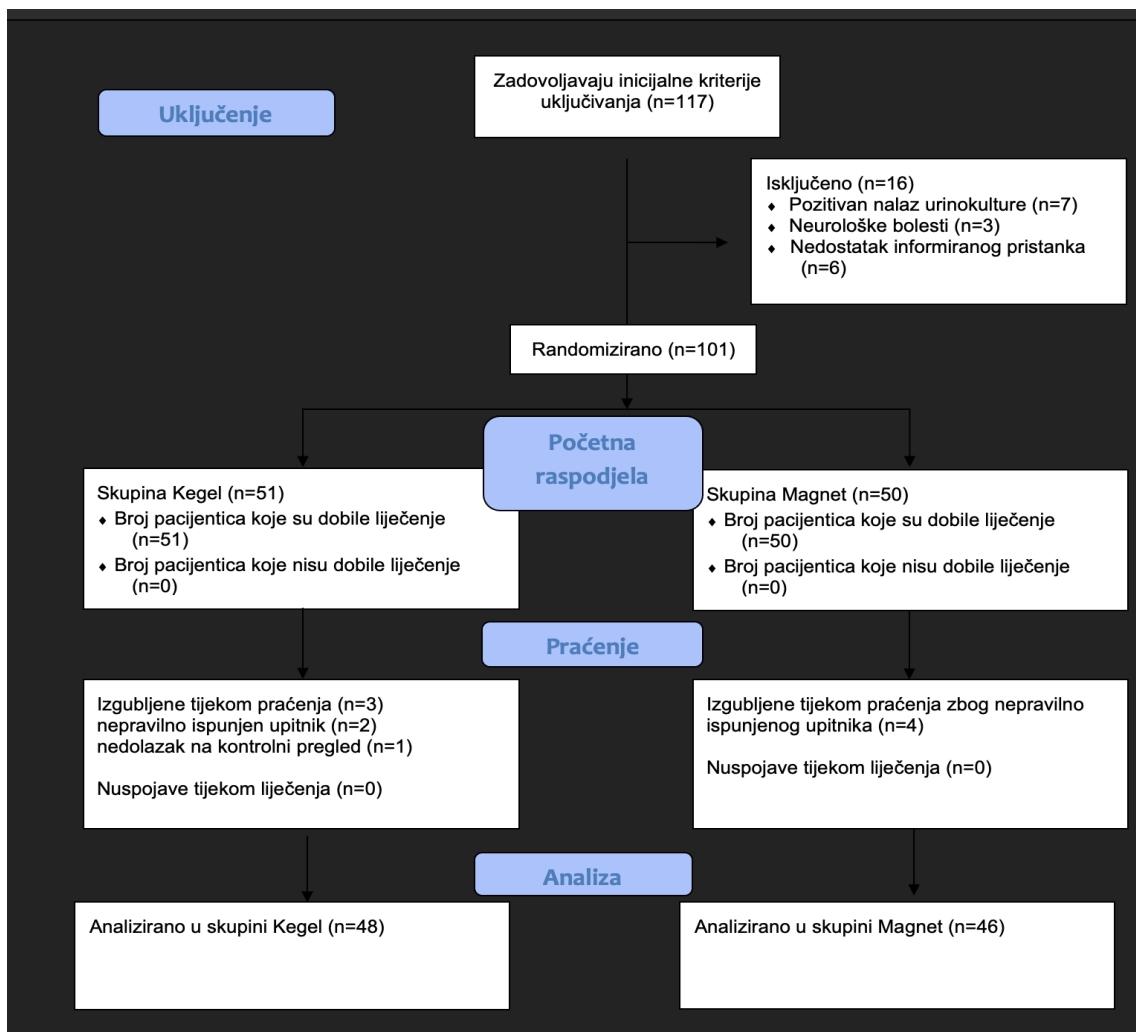 Zadovoljavaju inicijalne kriterije
uključivanja (n=117)
Uključenje
Isključeno (n=16)
⬧ Pozitivan nalaz urinokulture (n=7)
⬧ Neurološke bolesti (n=3)
⬧ Nedostatak informiranog pristanka
(n=6)
Randomizirano (n=101)
Početna
raspodjela
Skupina Kegel (n=51)
⬧ Broj pacijentica koje su dobile liječenje
(n=51)
⬧ Broj pacijentica koje nisu dobile liječenje
(n=0)
Skupina Magnet (n=50)
⬧ Broj pacijentica koje su dobile liječenje
(n=50)
⬧ Broj pacijentica koje nisu dobile liječenje
(n=0)
Praćenje
Izgubljene tijekom praćenja (n=3)
nepravilno ispunjen upitnik (n=2)
nedolazak na kontrolni pregled (n=1)
Nuspojave tijekom liječenja (n=0)
Izgubljene tijekom praćenja zbog nepravilno
ispunjenog upitnika (n=4)
Nuspojave tijekom liječenja (n=0)
Analiza
Analizirano u skupini Kegel (n=48)
Analizirano u skupini Magnet (n=46)